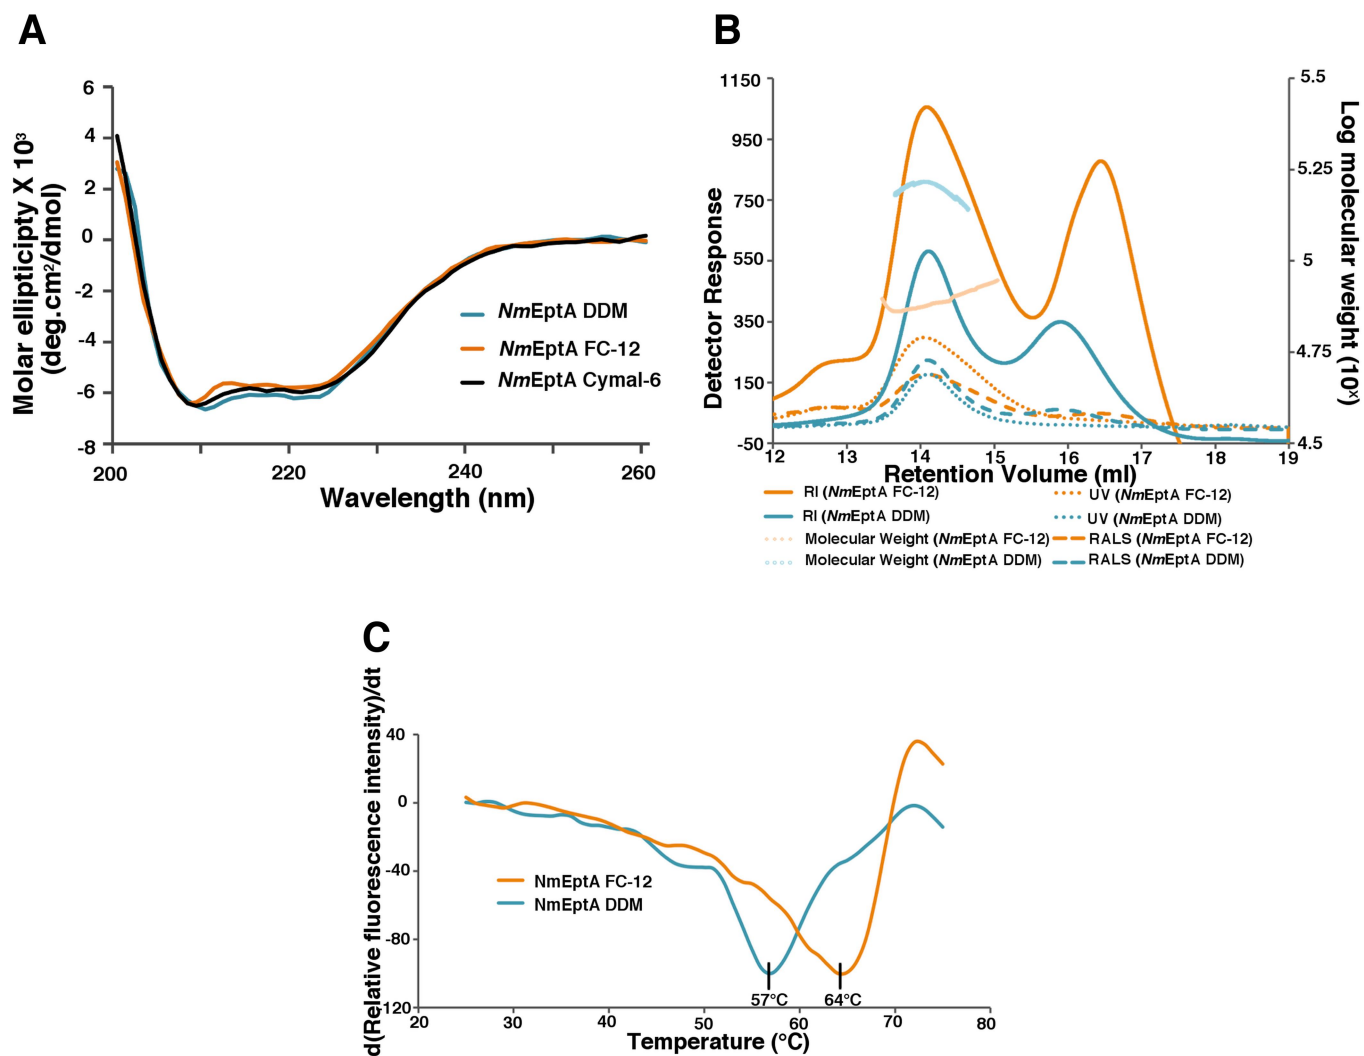 A
6
4
2
0
-2
-4
-6
-8
200
220
240
260
Molar ellipticity X 10³
(deg.cm²/dmol)
Wavelength (nm)
NmEptA DDM
NmEptA FC-12
NmEptA Cymal-6
B
1150
950
750
550
350
150
-50
Detector Response
5.5
5.25
5
4.75
4.5
Log molecular weight (10ˣ)
12
13
14
15
16
17
18
19
Retention Volume (ml)
RI (NmEptA FC-12)
RI (NmEptA DDM)
Molecular Weight (NmEptA FC-12)
Molecular Weight (NmEptA DDM)
UV (NmEptA FC-12)
UV (NmEptA DDM)
RALS (NmEptA FC-12)
RALS (NmEptA DDM)
C
d(Relative fluorescence intensity)/dt
40
0
-40
-80
-120
NmEptA FC-12
NmEptA DDM
57°C
64°C
20
30
40
50
60
70
80
Temperature (°C)